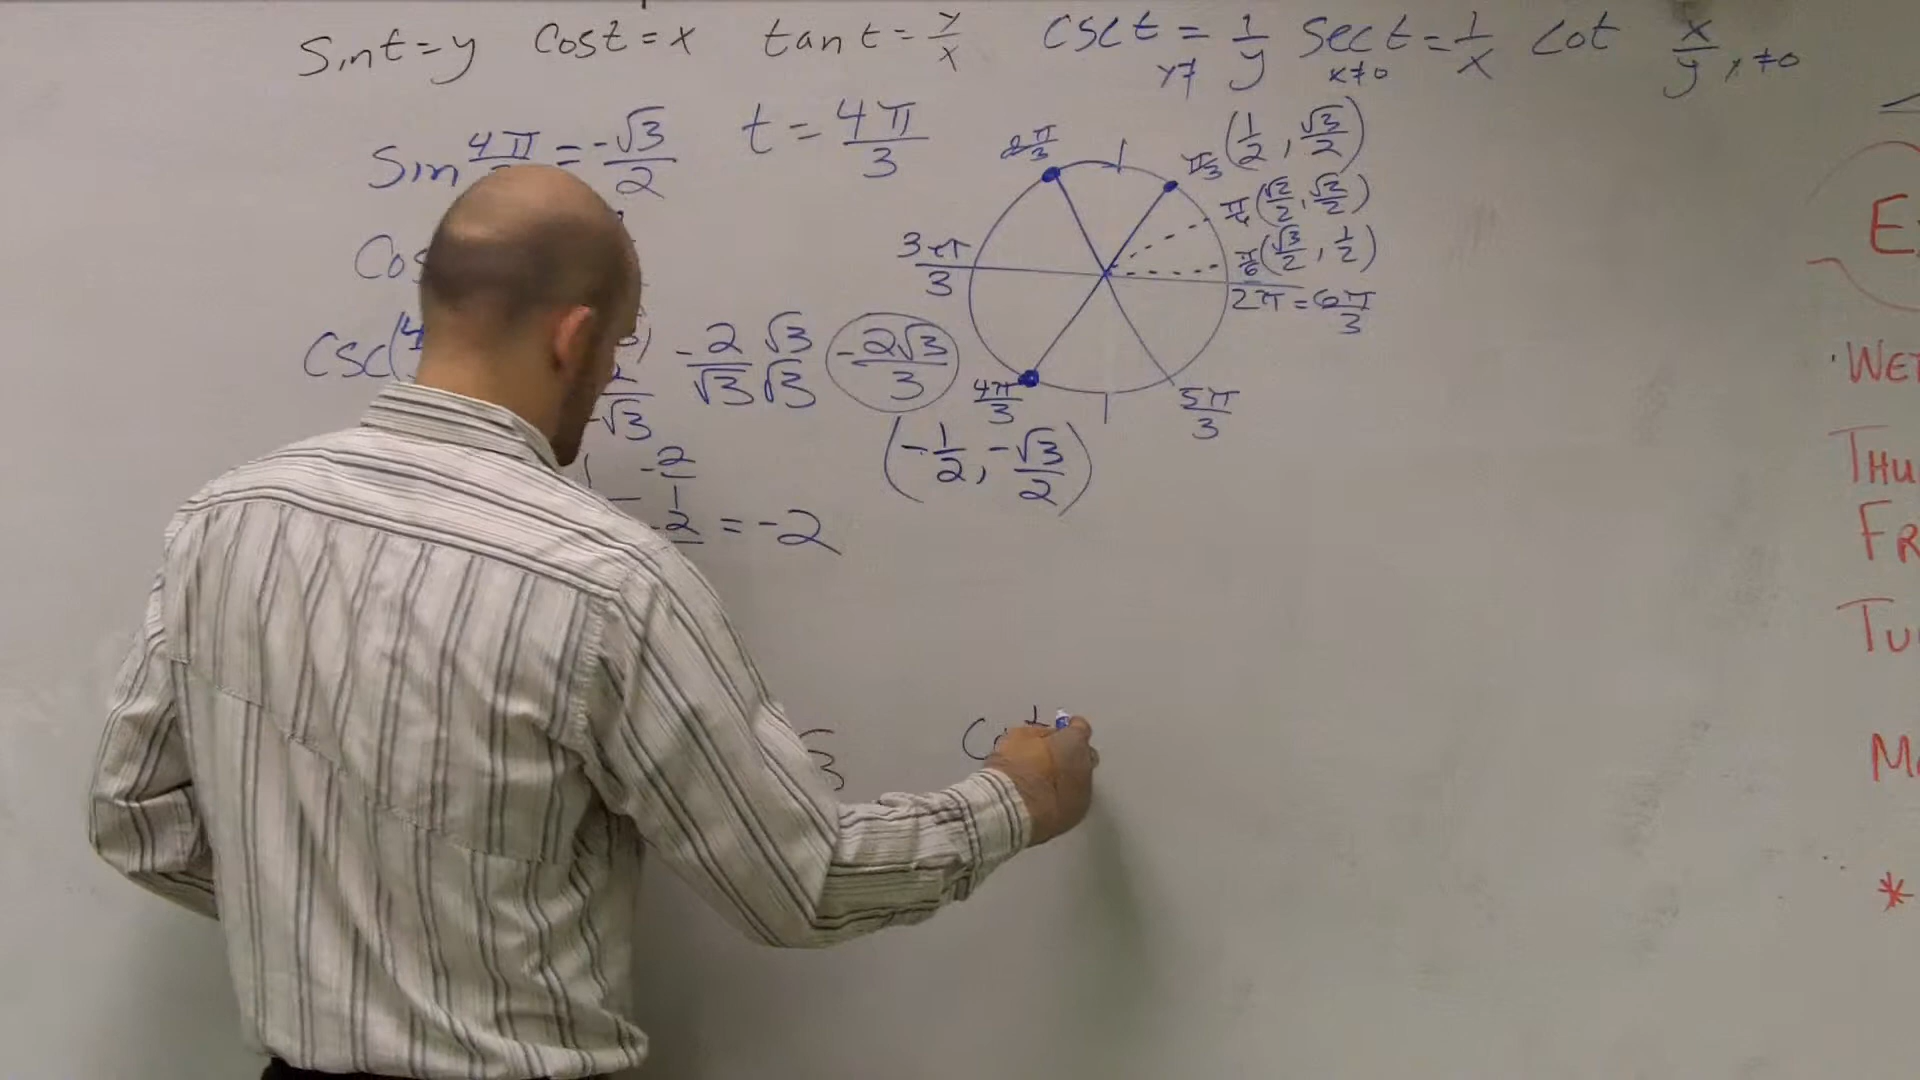 sin t = y cos t = x tan t = y/x csc t = 1/y y≠ sec t = 1/x x≠0 cot x/y y≠0
sin 4π = -√3/2 t = 4π/3
2π/3 π/3 (1/2, √3/2)
π/4 (√2/2, √2/2)
Cos 3π/3 π/6 (√3/2, 1/2)
2π = 6π/3
CSC(4 -√3 -2/√3 √3/√3 -2√3/3
4π/3 5π/3
(-1/2, -√3/2)
-2/1
-2 = -2
√3 Cot
E
WE
THU
FR
TU
M
*